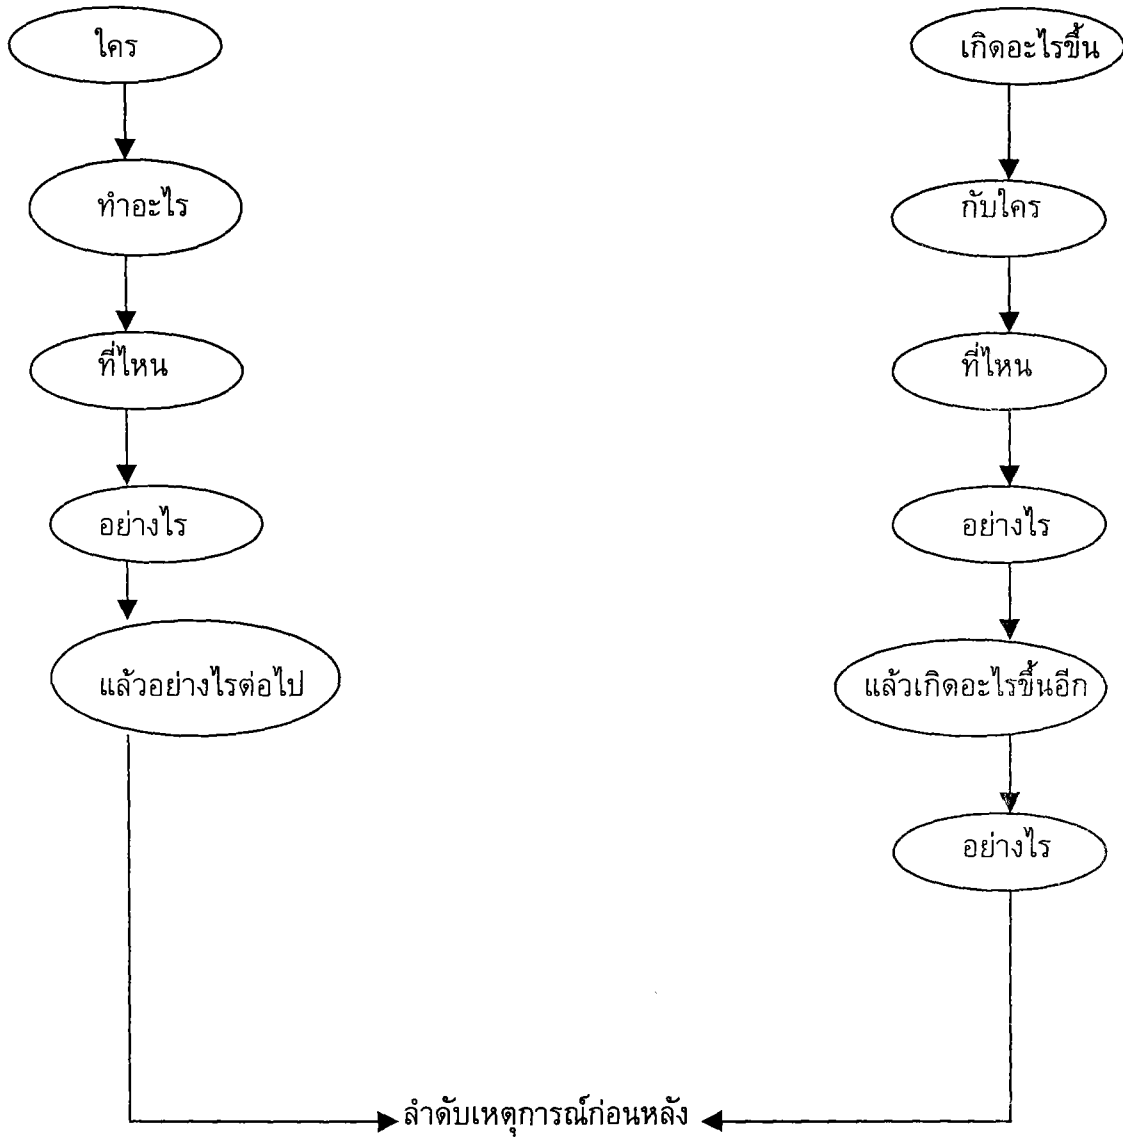 ใคร
ทำอะไร
ที่ไหน
อย่างไร
แล้วอย่างไรต่อไป
เกิดอะไรขึ้น
กับใคร
ที่ไหน
อย่างไร
แล้วเกิดอะไรขึ้นอีก
อย่างไร
ลำดับเหตุการณ์ก่อนหลัง